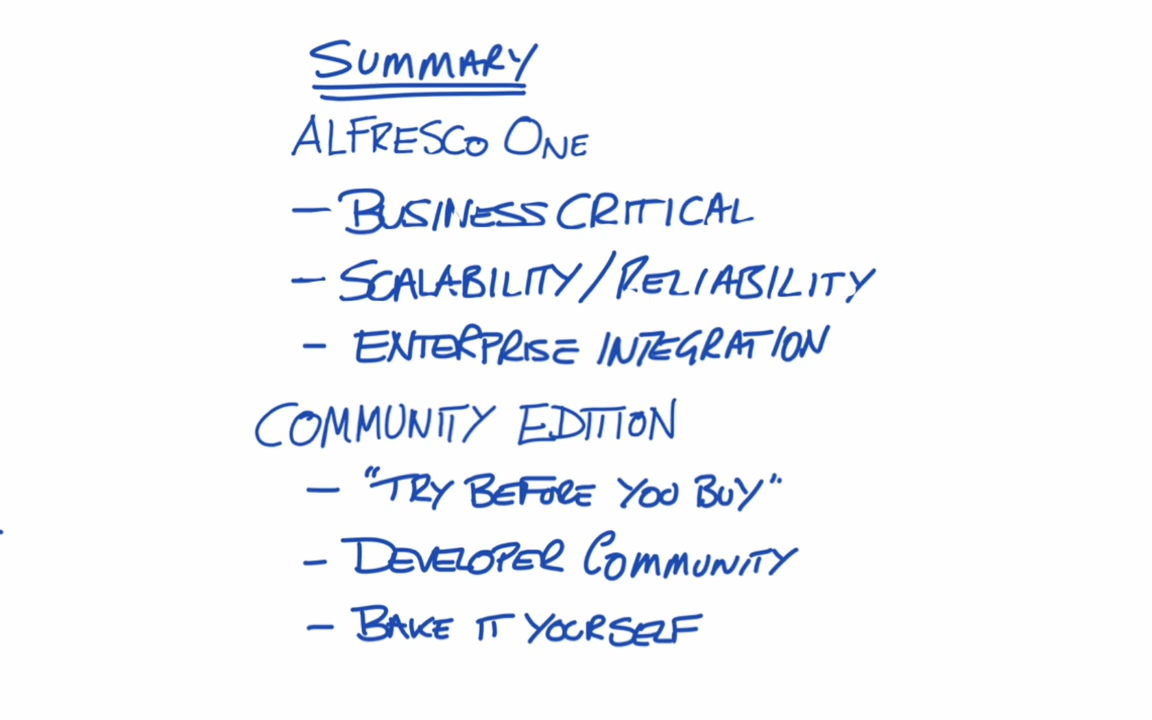 SUMMARY
ALFRESCO ONE
- BUSINESS CRITICAL
- SCALABILITY/RELIABILITY
- ENTERPRISE INTEGRATION
COMMUNITY EDITION
- "TRY BEFORE YOU BUY"
- DEVELOPER COMMUNITY
- BAKE IT YOURSELF